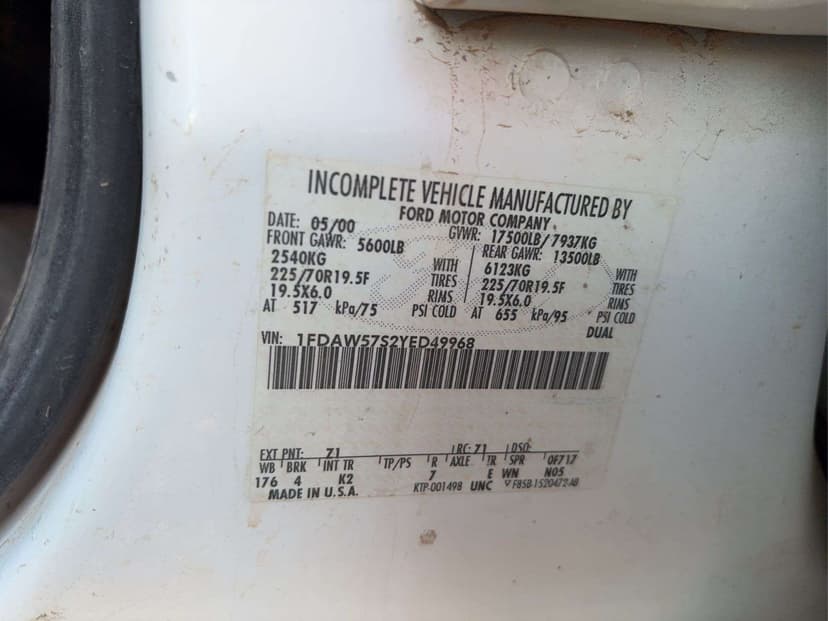 INCOMPLETE VEHICLE MANUFACTURED BY
FORD MOTOR COMPANY
DATE: 05/00 GVWR: 17500LB/ 7937KG
FRONT GAWR: 5600LB REAR GAWR: 13500LB
2540KG WITH 6123KG WITH
225/70R19.5F TIRES 225/70R19.5F TIRES
19.5X6.0 RIMS 19.5X6.0 RIMS
AT 517 kPa/75 PSI COLD AT 655 kPa/95 PSI COLD
DUAL
VIN: 1FDAW57S2YED49968
EXT PNT: Z1 RC: 71 DSO:
WB BRK INT TR TP/PS R AXLE TR SPR 0F717
176 4 K2 7 E WN N05
MADE IN U.S.A. KTP-001498 UNC F85B-1520472-AB